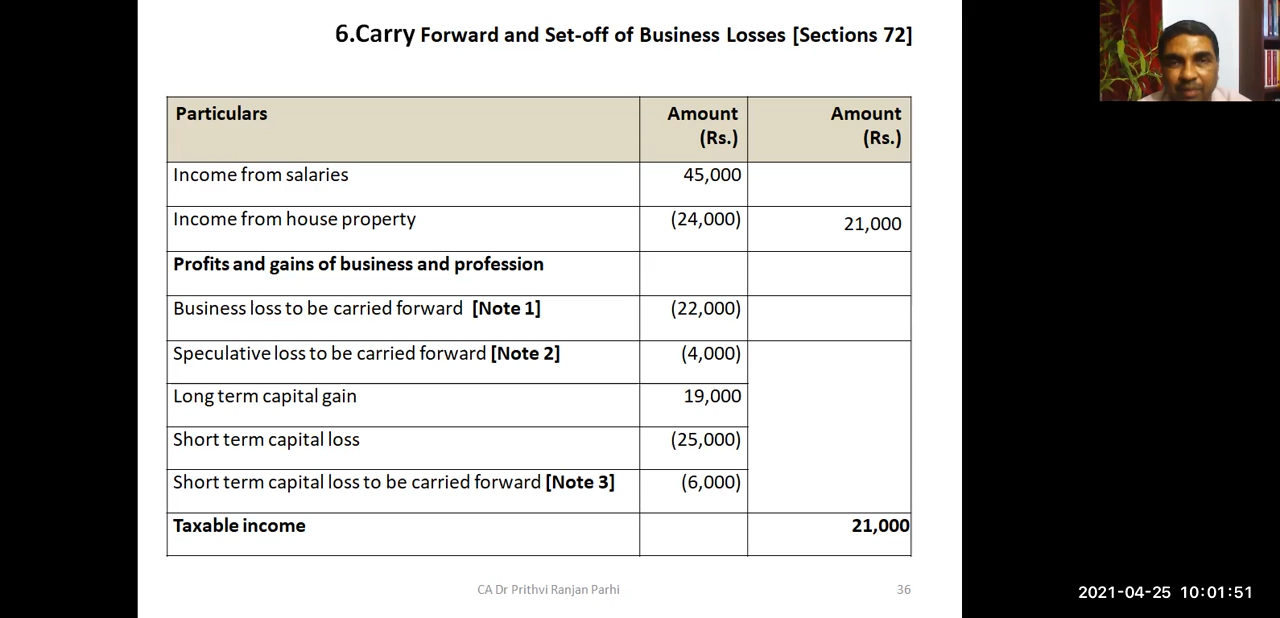 6.Carry Forward and Set-off of Business Losses [Sections 72]
Particulars Amount (Rs.) Amount (Rs.)
Income from salaries 45,000
Income from house property (24,000) 21,000
Profits and gains of business and profession
Business loss to be carried forward [Note 1] (22,000)
Speculative loss to be carried forward [Note 2] (4,000)
Long term capital gain 19,000
Short term capital loss (25,000)
Short term capital loss to be carried forward [Note 3] (6,000)
Taxable income 21,000
CA Dr Prithvi Ranjan Parhi 36
2021-04-25 10:01:51